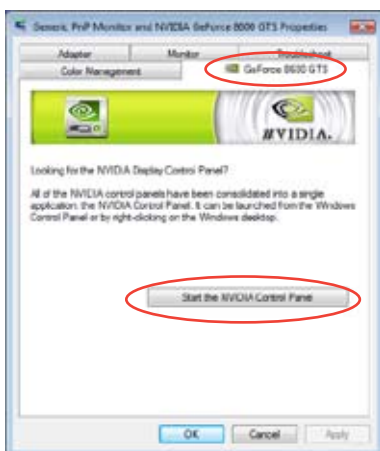 Generic PnP Monitor and NVIDIA GeForce 8600 GTS Properties
Adapter Monitor Troubleshoot
Color Management GeForce 8600 GTS
NVIDIA.
Looking for the NVIDIA Display Control Panel?
All of the NVIDIA control panels have been consolidated into a single
application, the NVIDIA Control Panel. It can be launched from the Windows
Control Panel or by right-clicking on the Windows desktop.
Start the NVIDIA Control Panel
OK Cancel Apply